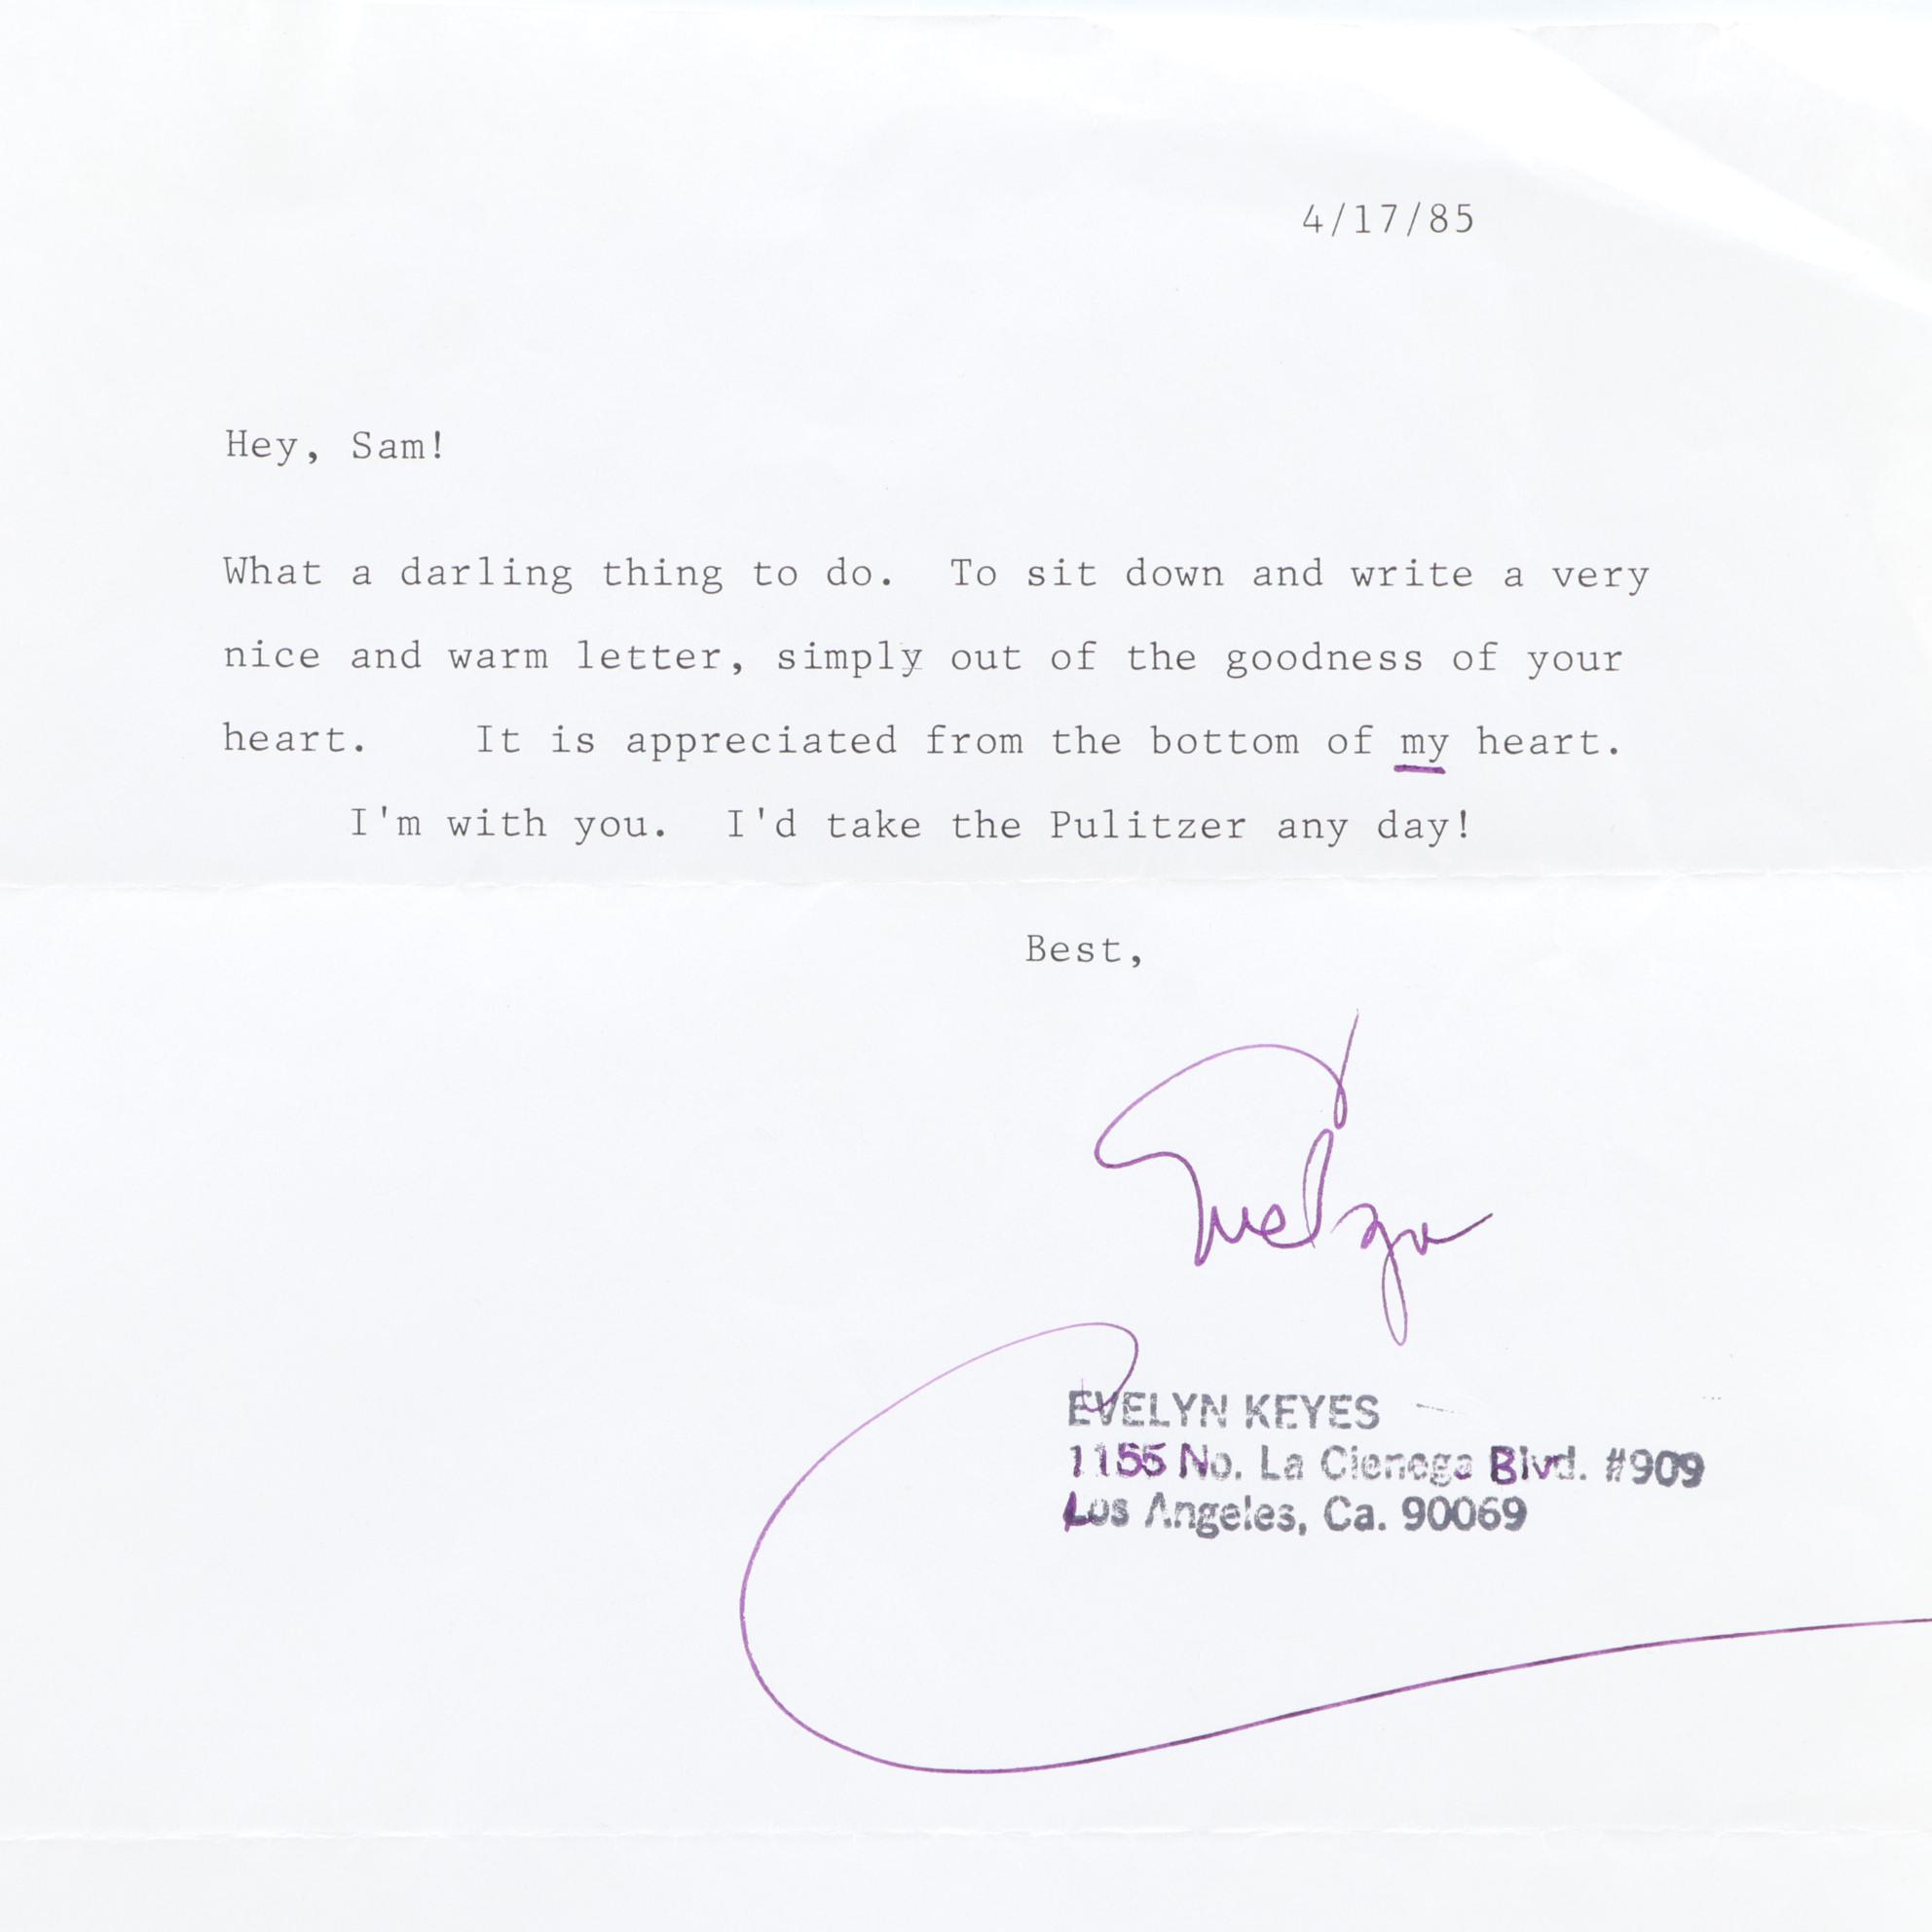 4/17/85
Hey, Sam!
What a darling thing to do. To sit down and write a very
nice and warm letter, simply out of the goodness of your
heart. It is appreciated from the bottom of my heart.
I'm with you. I'd take the Pulitzer any day!
Best,
Evelyn
EVELYN KEYES
1155 No. La Cienega Blvd. #909
Los Angeles, Ca. 90069